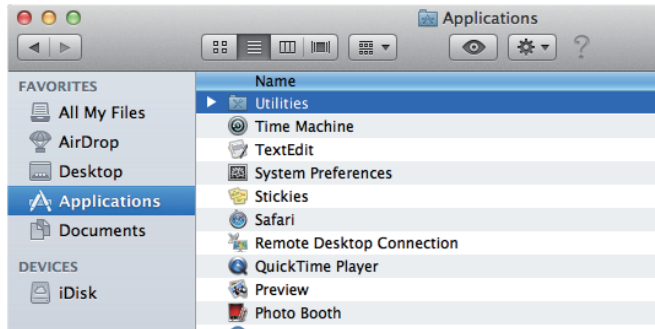 Applications
FAVORITES
All My Files
AirDrop
Desktop
Applications
Documents
DEVICES
iDisk
Name
Utilities
Time Machine
TextEdit
System Preferences
Stickies
Safari
Remote Desktop Connection
QuickTime Player
Preview
Photo Booth